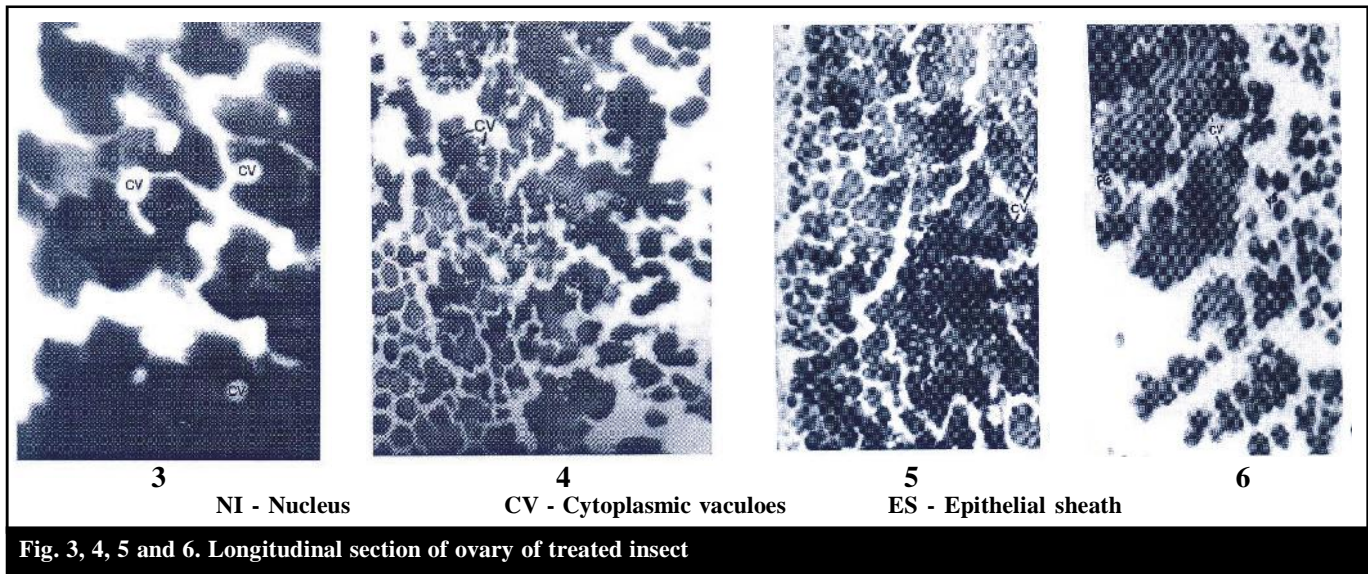 CV CV
CV
CV
CV
CV
3 4 5 6
NI - Nucleus CV - Cytoplasmic vaculoes ES - Epithelial sheath
Fig. 3, 4, 5 and 6. Longitudinal section of ovary of treated insect